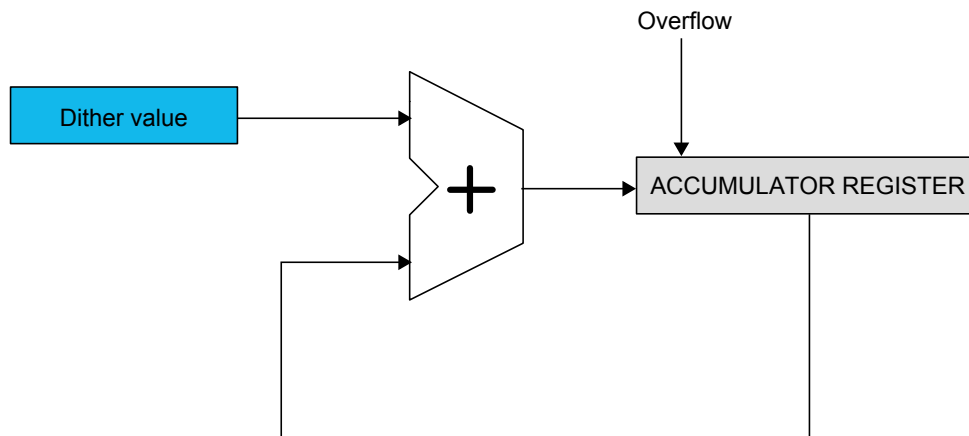 Overflow
Dither value
+
ACCUMULATOR REGISTER